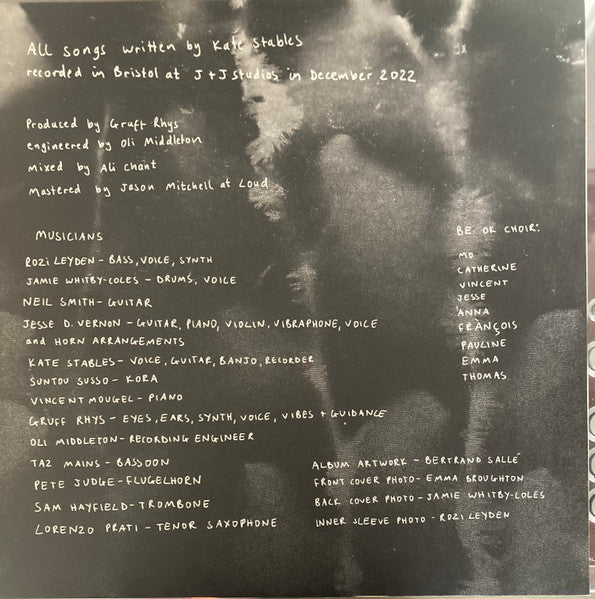 All songs written by Kate Stables
recorded in Bristol at J+J studios in December 2022
Produced by Gruff Rhys
engineered by Oli Middleton
mixed by Ali Chant
Mastered by Jason Mitchell at Loud
MUSICIANS
ROZI LEYDEN - BASS, VOICE, SYNTH
JAMIE WHITBY-COLES - DRUMS, VOICE
NEIL SMITH - GUITAR
JESSE D. VERNON - GUITAR, PIANO, VIOLIN, VIBRAPHONE, VOICE
and HORN ARRANGEMENTS
KATE STABLES - VOICE, GUITAR, BANJO, RECORDER
SUNTOU SUSSO - KORA
VINCENT MOUGEL - PIANO
GRUFF RHYS - EYES, EARS, SYNTH, VOICE, VIBES + GUIDANCE
OLI MIDDLETON - RECORDING ENGINEER
TAZ MAINS - BASSOON
PETE JUDGE - FLUGELHORN
SAM HAYFIELD - TROMBONE
LORENZO PRATI - TENOR SAXOPHONE
BE OK CHOIR:
MO
CATHERINE
VINCENT
JESSE
ANNA
FRANÇOIS
PAULINE
EMMA
THOMAS
ALBUM ARTWORK - BERTRAND SALLÉ
FRONT COVER PHOTO - EMMA BROUGHTON
BACK COVER PHOTO - JAMIE WHITBY-COLES
INNER SLEEVE PHOTO - ROZI LEYDEN